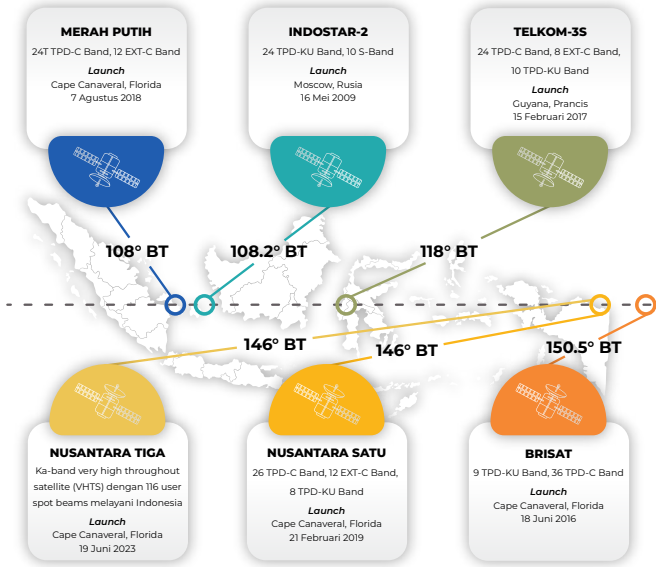 MERAH PUTIH
24T TPD-C Band, 12 EXT-C Band
Launch
Cape Canaveral, Florida
7 Agustus 2018
INDOSTAR-2
24 TPD-KU Band, 10 S-Band
Launch
Moscow, Rusia
16 Mei 2009
TELKOM-3S
24 TPD-C Band, 8 EXT-C Band,
10 TPD-KU Band
Launch
Guyana, Prancis
15 Februari 2017
108° BT
108.2° BT
118° BT
146° BT
146° BT
150.5° BT
NUSANTARA TIGA
Ka-band very high throughout
satellite (VHTS) dengan 116 user
spot beams melayani Indonesia
Launch
Cape Canaveral, Florida
19 Juni 2023
NUSANTARA SATU
26 TPD-C Band, 12 EXT-C Band,
8 TPD-KU Band
Launch
Cape Canaveral, Florida
21 Februari 2019
BRISAT
9 TPD-KU Band, 36 TPD-C Band
Launch
Cape Canaveral, Florida
18 Juni 2016